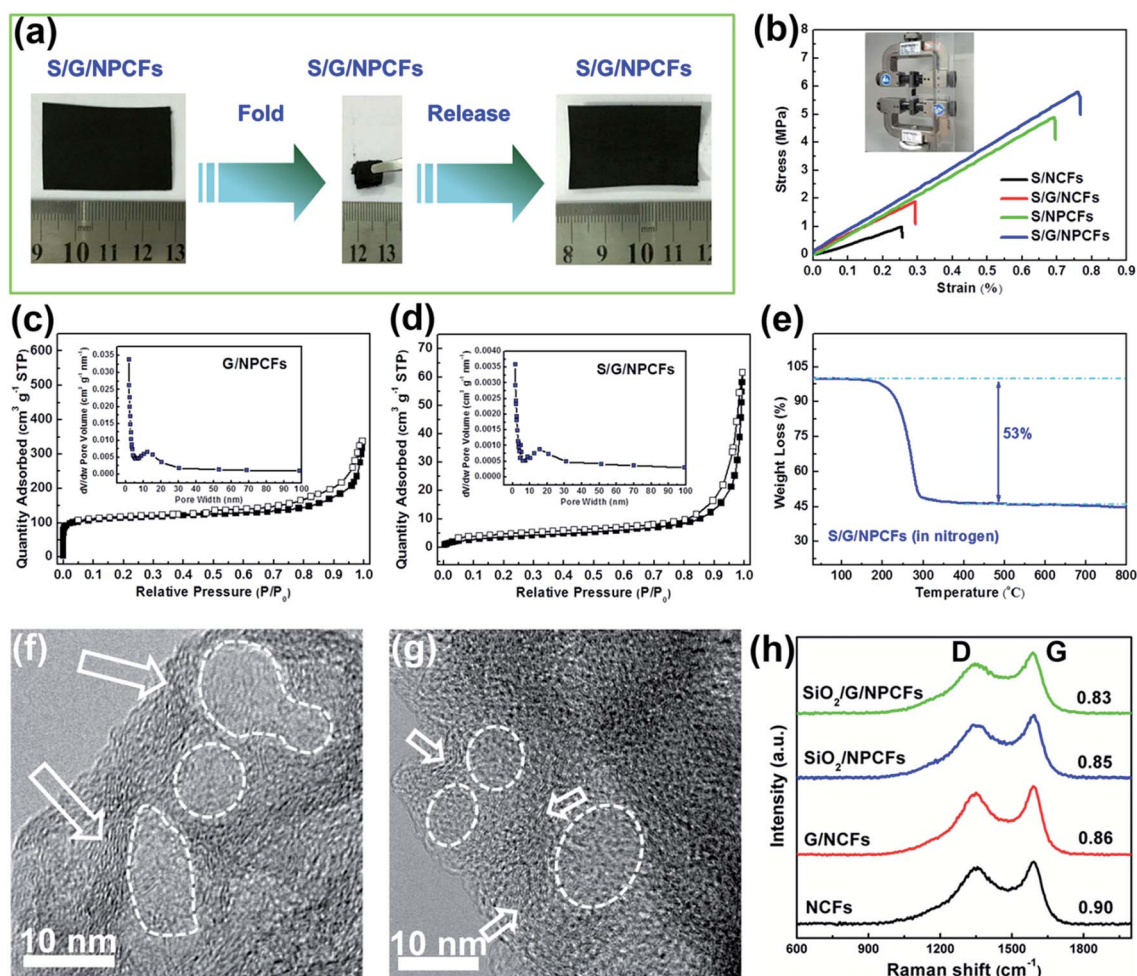 (a)
S/G/NPCFs
S/G/NPCFs
S/G/NPCFs
Fold
Release
9 10 11 12 13
mm
12 13
8 9 10 11 12
mm
(b)
Stress (MPa)
8
7
6
5
4
3
2
1
0
S/NCFs
S/G/NCFs
S/NPCFs
S/G/NPCFs
0.0 0.1 0.2 0.3 0.4 0.5 0.6 0.7 0.8 0.9
Strain (%)
(c)
Quantity Adsorbed (cm³ g⁻¹ STP)
600
500
400
300
200
100
0
G/NPCFs
dV/dw Pore Volume (cm³ g⁻¹ nm⁻¹)
0.035
0.030
0.025
0.020
0.015
0.010
0.005
0.000
0 10 20 30 40 50 60 70 80 90 100
Pore Width (nm)
0.0 0.1 0.2 0.3 0.4 0.5 0.6 0.7 0.8 0.9 1.0
Relative Pressure (P/P₀)
(d)
Quantity Adsorbed (cm³ g⁻¹ STP)
70
60
50
40
30
20
10
0
S/G/NPCFs
dV/dw Pore Volume (cm³ g⁻¹ nm⁻¹)
0.0040
0.0035
0.0030
0.0025
0.0020
0.0015
0.0010
0.0005
0.0000
0 10 20 30 40 50 60 70 80 90 100
Pore Width (nm)
0.0 0.1 0.2 0.3 0.4 0.5 0.6 0.7 0.8 0.9 1.0
Relative Pressure (P/P₀)
(e)
Weight Loss (%)
105
90
75
60
45
30
53%
S/G/NPCFs (in nitrogen)
100 200 300 400 500 600 700 800
Temperature (°C)
(f)
10 nm
(g)
10 nm
(h)
D G
Intensity (a.u.)
SiO₂/G/NPCFs 0.83
SiO₂/NPCFs 0.85
G/NCFs 0.86
NCFs 0.90
600 900 1200 1500 1800
Raman shift (cm⁻¹)